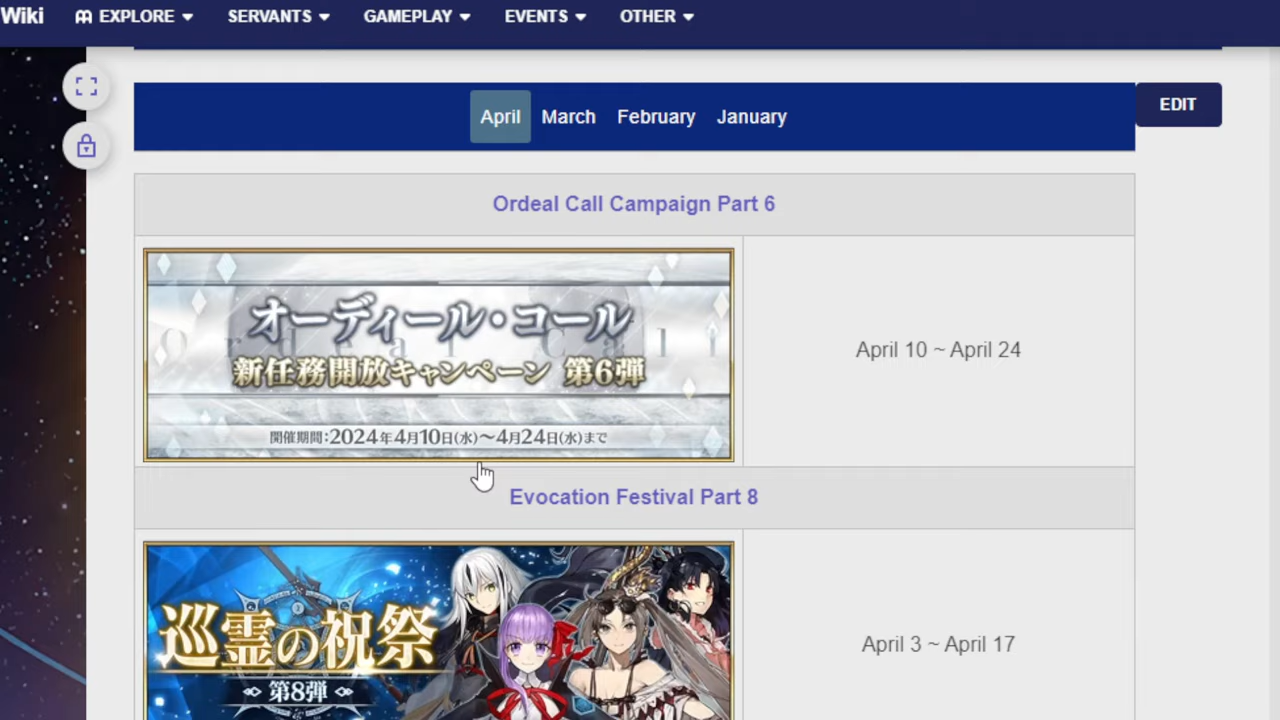 Wiki EXPLORE SERVANTS GAMEPLAY EVENTS OTHER
April March February January
EDIT
Ordeal Call Campaign Part 6
Ordeal Call
オーディール・コール
新任務開放キャンペーン 第6弾
開催期間:2024年4月10日(水)~4月24日(水)まで
April 10 ~ April 24
Evocation Festival Part 8
巡霊の祝祭
第8弾
April 3 ~ April 17